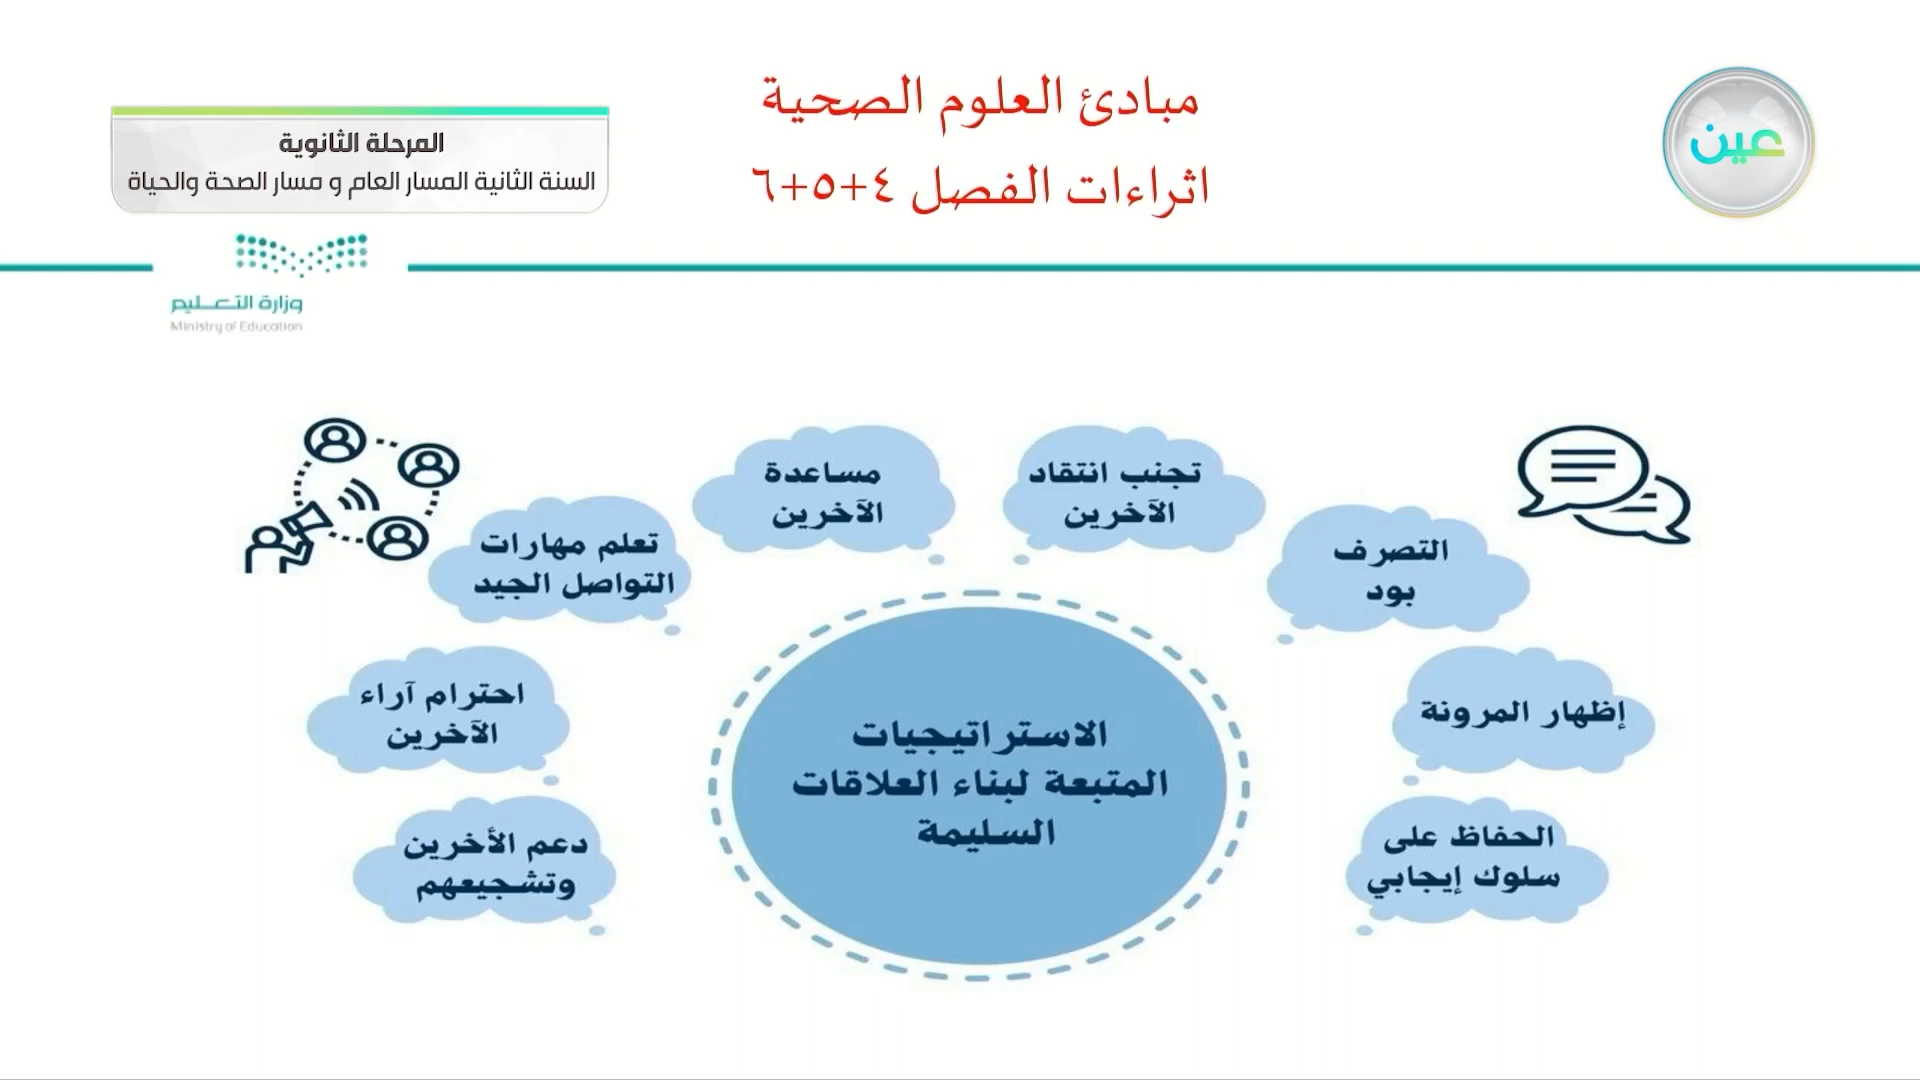 عين
مبادئ العلوم الصحية
اثراءات الفصل ٤+٥+٦
المرحلة الثانوية
السنة الثانية المسار العام و مسار الصحة والحياة
وزارة التعليم
Ministry of Education
الاستراتيجيات
المتبعة لبناء العلاقات
السليمة
الحفاظ على
سلوك إيجابي
إظهار المرونة
التصرف
بود
تجنب انتقاد
الآخرين
مساعدة
الآخرين
تعلم مهارات
التواصل الجيد
احترام آراء
الآخرين
دعم الأخرين
وتشجيعهم